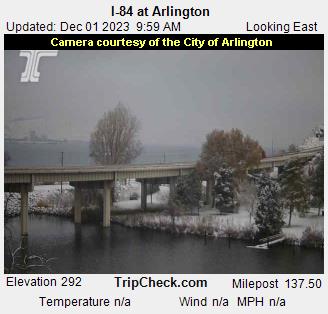 I-84 at Arlington
Updated: Dec 01 2023 9:59 AM Looking East
Camera courtesy of the City of Arlington
Elevation 292 TripCheck.com Milepost 137.50
Temperature n/a Wind n/a MPH n/a